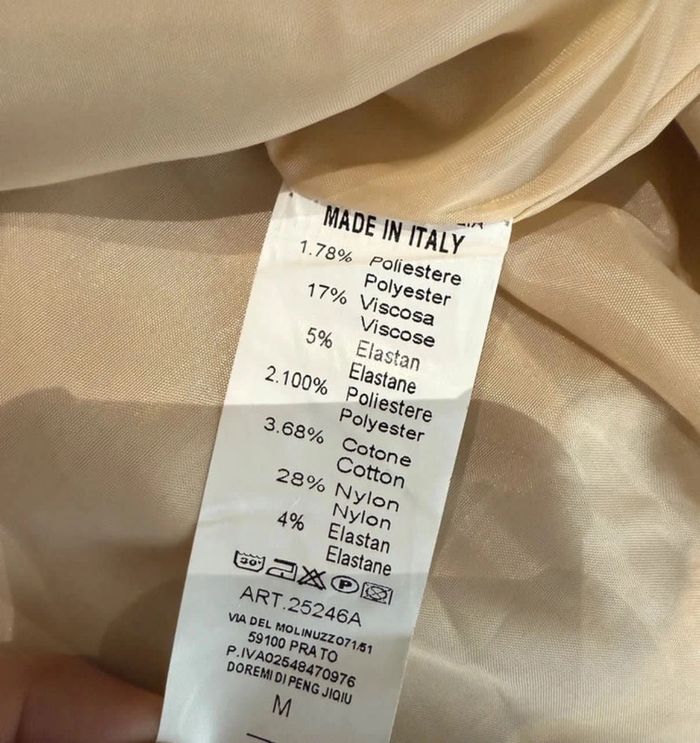 MADE IN ITALY
1.78% Poliestere
Polyester
17% Viscosa
Viscose
5% Elastan
Elastane
2.100% Poliestere
Polyester
3.68% Cotone
Cotton
28% Nylon
Nylon
4% Elastan
Elastane
30° P
ART.25246A
VIA DEL MOLINUZZO71/51
59100 PRATO
P.IVA02548470976
DOREMI DI PENG JIQIU
M